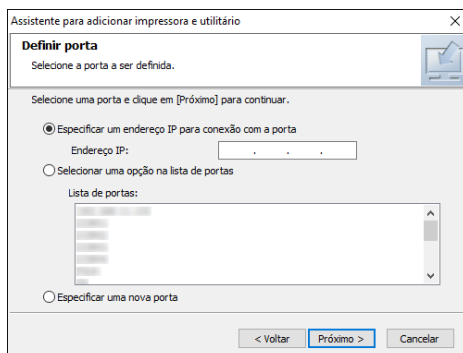 Assistente para adicionar impressora e utilitário
Definir porta
Selecione a porta a ser definida.
Selecione uma porta e clique em [Próximo] para continuar.
Especificar um endereço IP para conexão com a porta
Endereço IP:
Selecionar uma opção na lista de portas
Lista de portas:
Especificar uma nova porta
< Voltar Próximo > Cancelar